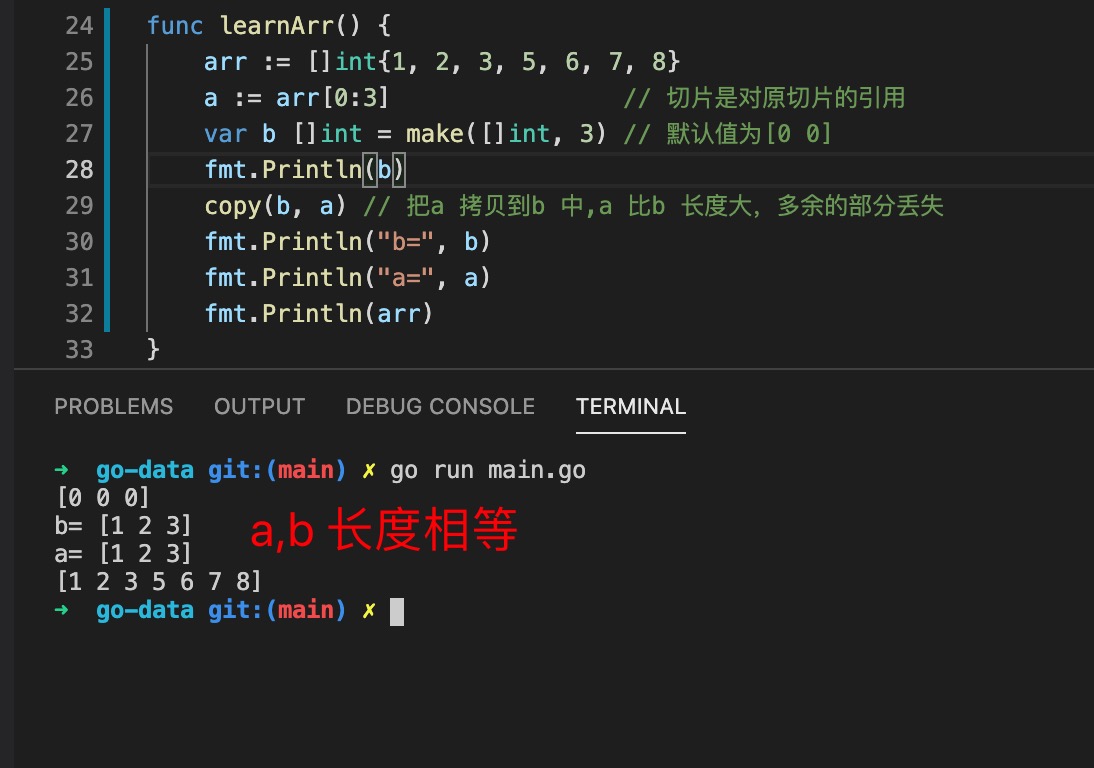 24 func learnArr() {
25 arr := []int{1, 2, 3, 5, 6, 7, 8}
26 a := arr[0:3] // 切片是对原切片的引用
27 var b []int = make([]int, 3) // 默认值为[0 0]
28 fmt.Println(b)
29 copy(b, a) // 把a 拷贝到b 中,a 比b 长度大，多余的部分丢失
30 fmt.Println("b=", b)
31 fmt.Println("a=", a)
32 fmt.Println(arr)
33 }
PROBLEMS OUTPUT DEBUG CONSOLE TERMINAL
➜ go-data git:(main) ✗ go run main.go
[0 0 0]
b= [1 2 3]
a= [1 2 3]
a,b 长度相等
[1 2 3 5 6 7 8]
➜ go-data git:(main) ✗